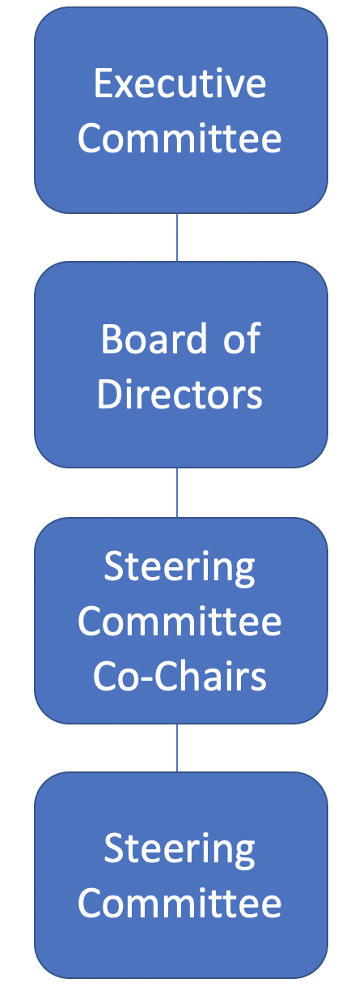 Executive
Committee
Board of
Directors
Steering
Committee
Co-Chairs
Steering
Committee